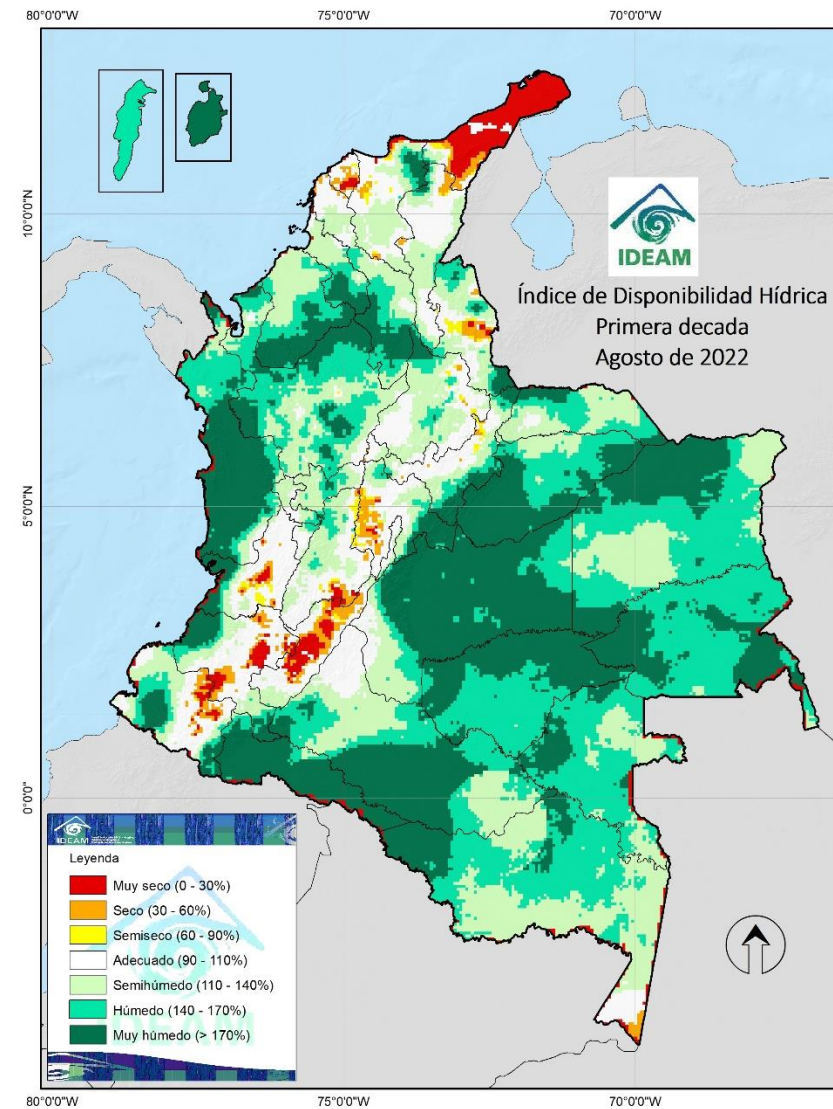 80°0'0"W
75°0'0"W
70°0'0"W
10°0'0"N
5°0'0"N
0°0'0"
IDEAM
Índice de Disponibilidad Hídrica
Primera decada
Agosto de 2022
IDEAM
Leyenda
Muy seco (0 - 30%)
Seco (30 - 60%)
Semiseco (60 - 90%)
Adecuado (90 - 110%)
Semihúmedo (110 - 140%)
Húmedo (140 - 170%)
Muy húmedo (> 170%)
IDEAM
80°0'0"W
75°0'0"W
70°0'0"W